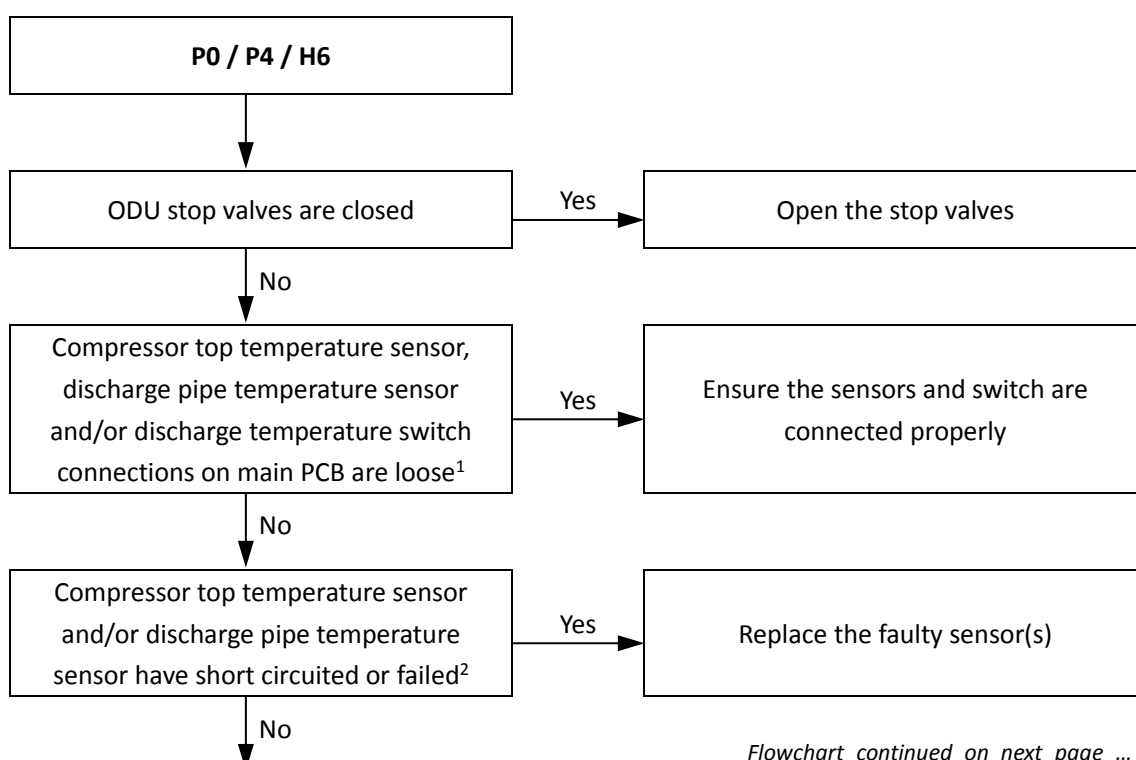 P0 / P4 / H6
ODU stop valves are closed
Yes
Open the stop valves
No
Compressor top temperature sensor,
discharge pipe temperature sensor
and/or discharge temperature switch
connections on main PCB are loose¹
Yes
Ensure the sensors and switch are
connected properly
No
Compressor top temperature sensor
and/or discharge pipe temperature
sensor have short circuited or failed²
Yes
Replace the faulty sensor(s)
No
Flowchart continued on next page …